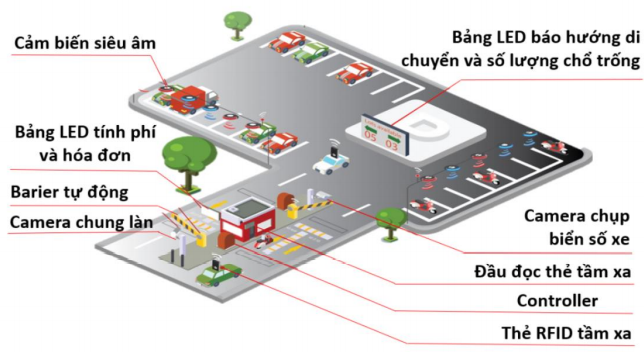 Cảm biến siêu âm
Bảng LED báo hướng di
chuyển và số lượng chổ trống
Bảng LED tính phí
và hóa đơn
05 03
Barier tự động
Camera chung làn
Camera chụp
biển số xe
Đầu đọc thẻ tầm xa
Controller
Thẻ RFID tầm xa